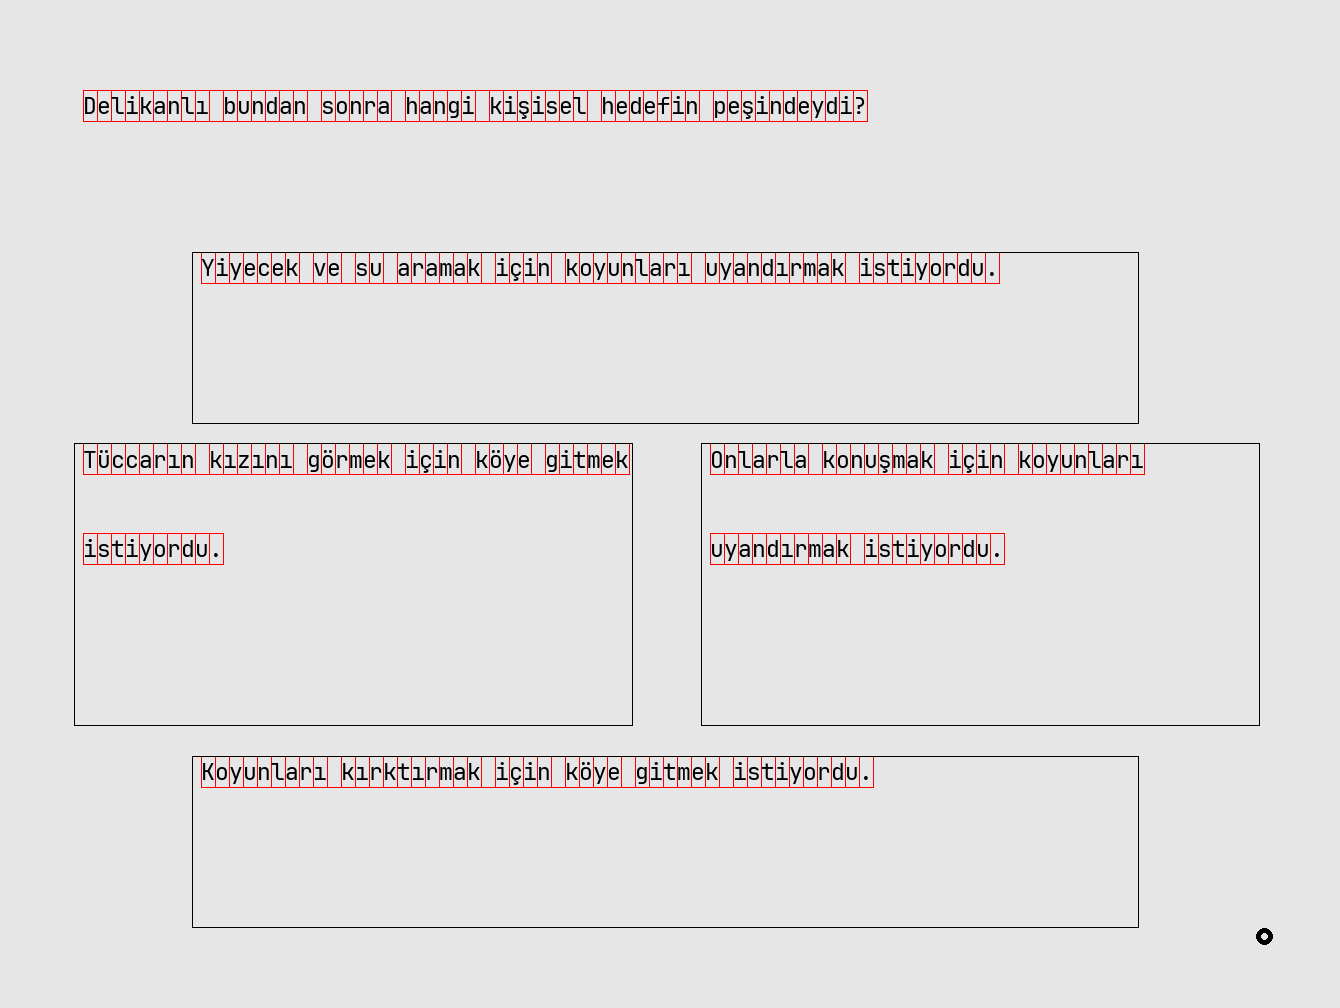 Delikanlı bundan sonra hangi kişisel hedefin peşindeydi?
Yiyecek ve su aramak için koyunları uyandırmak istiyordu.
Tüccarın kızını görmek için köye gitmek
istiyordu.
Onlarla konuşmak için koyunları
uyandırmak istiyordu.
Koyunları kırktırmak için köye gitmek istiyordu.